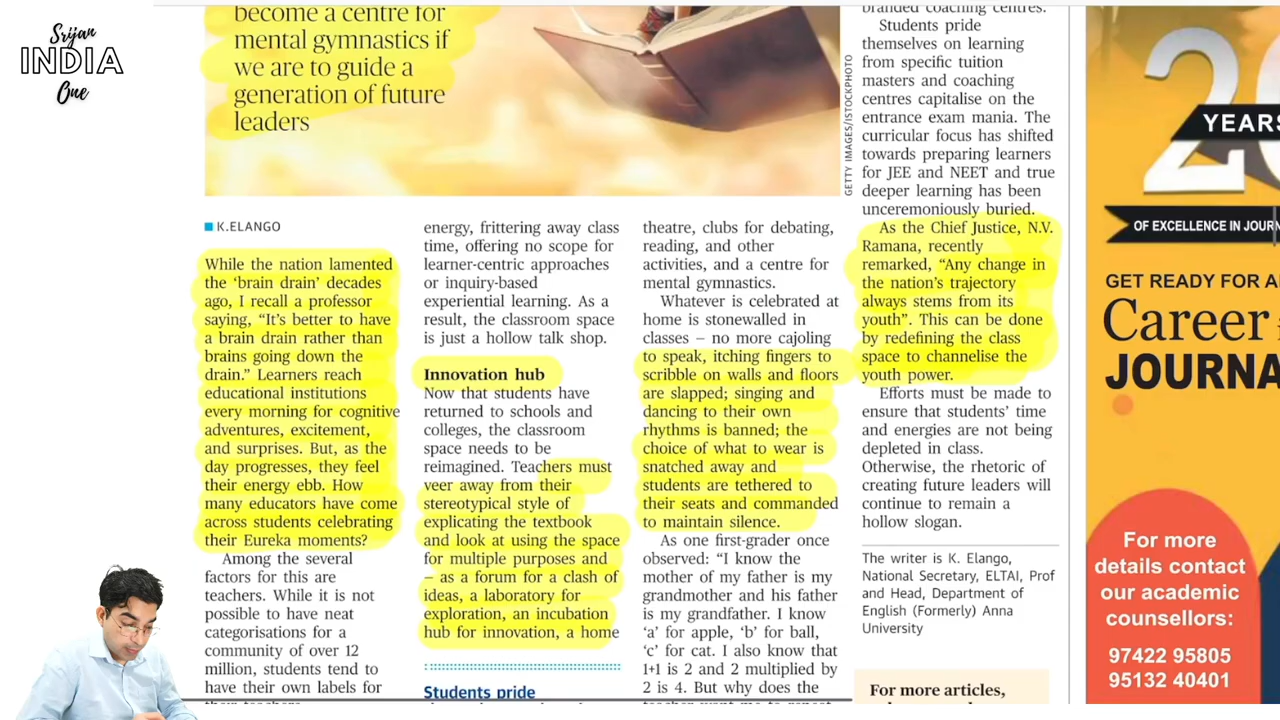 Srijan
INDIA
One
become a centre for
mental gymnastics if
we are to guide a
generation of future
leaders
GETTY IMAGES/ISTOCKPHOTO
K.ELANGO
While the nation lamented
the ‘brain drain’ decades
ago, I recall a professor
saying, “It’s better to have
a brain drain rather than
brains going down the
drain.” Learners reach
educational institutions
every morning for cognitive
adventures, excitement,
and surprises. But, as the
day progresses, they feel
their energy ebb. How
many educators have come
across students celebrating
their Eureka moments?
Among the several
factors for this are
teachers. While it is not
possible to have neat
categorisations for a
community of over 12
million, students tend to
have their own labels for
their teachers
energy, frittering away class
time, offering no scope for
learner-centric approaches
or inquiry-based
experiential learning. As a
result, the classroom space
is just a hollow talk shop.
Innovation hub
Now that students have
returned to schools and
colleges, the classroom
space needs to be
reimagined. Teachers must
veer away from their
stereotypical style of
explicating the textbook
and look at using the space
for multiple purposes and
– as a forum for a clash of
ideas, a laboratory for
exploration, an incubation
hub for innovation, a home
Students pride
theatre, clubs for debating,
reading, and other
activities, and a centre for
mental gymnastics.
Whatever is celebrated at
home is stonewalled in
classes – no more cajoling
to speak, itching fingers to
scribble on walls and floors
are slapped; singing and
dancing to their own
rhythms is banned; the
choice of what to wear is
snatched away and
students are tethered to
their seats and commanded
to maintain silence.
As one first-grader once
observed: “I know the
mother of my father is my
grandmother and his father
is my grandfather. I know
‘a’ for apple, ‘b’ for ball,
‘c’ for cat. I also know that
1+1 is 2 and 2 multiplied by
2 is 4. But why does the
teacher want me to repeat
branded coaching centres.
Students pride
themselves on learning
from specific tuition
masters and coaching
centres capitalise on the
entrance exam mania. The
curricular focus has shifted
towards preparing learners
for JEE and NEET and true
deeper learning has been
unceremoniously buried.
As the Chief Justice, N.V.
Ramana, recently
remarked, “Any change in
the nation’s trajectory
always stems from its
youth”. This can be done
by redefining the class
space to channelise the
youth power.
Efforts must be made to
ensure that students’ time
and energies are not being
depleted in class.
Otherwise, the rhetoric of
creating future leaders will
continue to remain a
hollow slogan.
The writer is K. Elango,
National Secretary, ELTAI, Prof
and Head, Department of
English (Formerly) Anna
University
For more articles,
YEARS
OF EXCELLENCE IN JOURN
GET READY FOR A
Career
JOURNA
For more
details contact
our academic
counsellors:
97422 95805
95132 40401